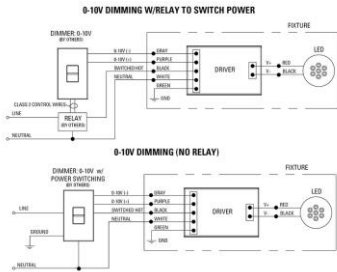 0-10V DIMMING W/RELAY TO SWITCH POWER
FIXTURE
DIMMER: 0-10V
(BY OTHERS)
LED
0-10V (-)
GRAY
0-10V (+)
PURPLE
SWITCHED HOT
BLACK
NEUTRAL
WHITE
GREEN
GND
DRIVER
V+
RED
V-
BLACK
CLASS 2 CONTROL WIRES
LINE
RELAY
(BY OTHERS)
NEUTRAL
0-10V DIMMING (NO RELAY)
FIXTURE
DIMMER: 0-10V w/
POWER SWITCHING
(BY OTHERS)
LED
0-10V (-)
GRAY
0-10V (+)
PURPLE
SWITCHED HOT
BLACK
NEUTRAL
WHITE
GREEN
GND
DRIVER
V+
RED
V-
BLACK
LINE
GROUND
NEUTRAL